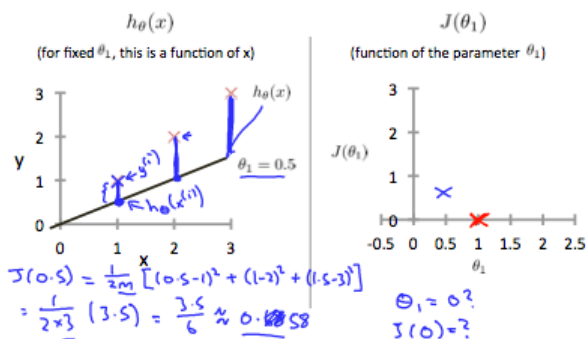 hθ(x)
(for fixed θ₁, this is a function of x)
3
2
1
0
y
0 1 2 3
x
hθ(x)
θ₁ = 0.5
y⁽ⁱ⁾
hθ(x⁽ⁱ⁾)
J(0.5) = 1/2m [(0.5-1)² + (1-2)² + (1.5-3)²]
= 1/2×3 (3.5) = 3.5/6 ≈ 0.58
J(θ₁)
(function of the parameter θ₁)
3
2
1
0
J(θ₁)
-0.5 0 0.5 1 1.5 2 2.5
θ₁
θ₁ = 0?
J(0) = ?